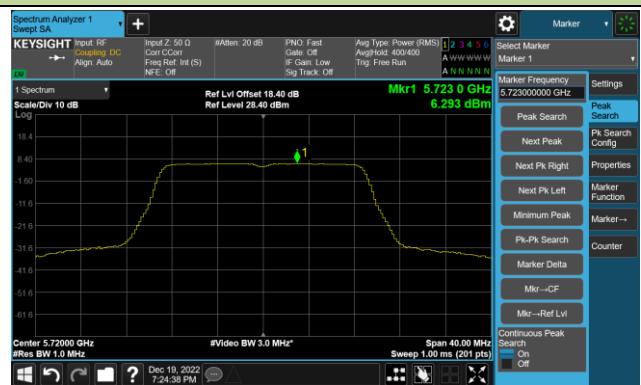 Spectrum Analyzer 1
Swept SA
Marker
KEYSIGHT
Input: RF
Coupling: DC
Align: Auto
Input Z: 50 Ω
Corr CCorr
Freq Ref: Int (S)
NFE: Off
#Atten: 20 dB
PNO: Fast
Gate: Off
IF Gain: Low
Sig Track: Off
Avg Type: Power (RMS)
Avg|Hold: 400/400
Trig: Free Run
1 2 3 4 5 6
A W W W W W
A N N N N N
Select Marker
Marker 1
1 Spectrum
Scale/Div 10 dB
Log
Ref Lvl Offset 18.40 dB
Ref Level 28.40 dBm
Mkr1 5.723 0 GHz
6.293 dBm
18.4
8.40
-1.60
-11.6
-21.6
-31.6
-41.6
-51.6
-61.6
1
Center 5.72000 GHz
#Res BW 1.0 MHz
#Video BW 3.0 MHz*
Span 40.00 MHz
Sweep 1.00 ms (201 pts)
Marker Frequency
5.723000000 GHz
Peak Search
Next Peak
Next Pk Right
Next Pk Left
Minimum Peak
Pk-Pk Search
Marker Delta
Mkr→CF
Mkr→Ref Lvl
Continuous Peak
Search
On
Off
Settings
Peak
Search
Pk Search
Config
Properties
Marker
Function
Marker→
Counter
Dec 19, 2022
7:24:38 PM